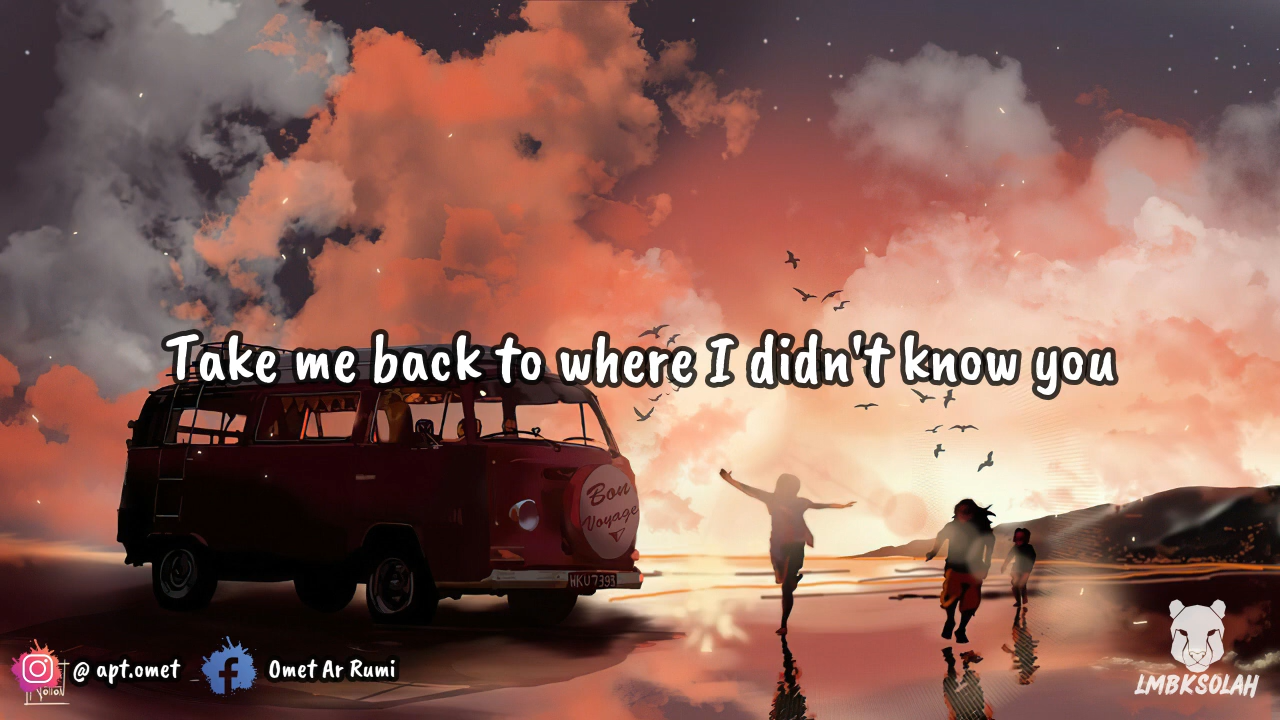 Take me back to where I didn't know you
Bon
Voyage
HKU7393
@ apt.omet
Omet Ar Rumi
LMBKSOLAH